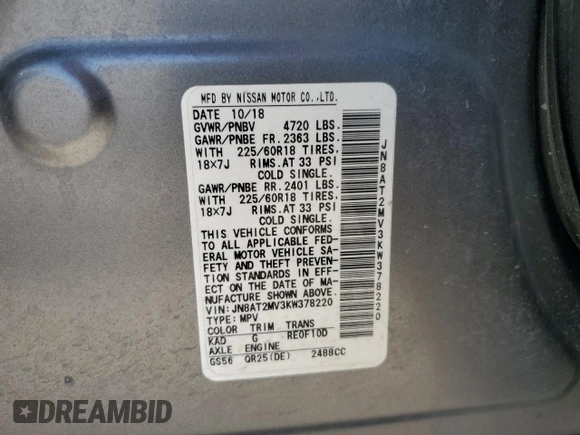 MFD BY NISSAN MOTOR CO.,LTD.
DATE 10/18
GVWR/PNBV 4720 LBS.
GAWR/PNBE FR.2363 LBS.
WITH 225/60R18 TIRES.
18×7J RIMS.AT 33 PSI
COLD SINGLE.
GAWR/PNBE RR.2401 LBS.
WITH 225/60R18 TIRES.
18×7J RIMS.AT 33 PSI
COLD SINGLE.
THIS VEHICLE CONFORMS
TO ALL APPLICABLE FED-
ERAL MOTOR VEHICLE SA-
FETY AND THEFT PREVEN-
TION STANDARDS IN EFF-
ECT ON THE DATE OF MA-
NUFACTURE SHOWN ABOVE.
VIN:JN8AT2MV3KW378220
TYPE: MPV
COLOR TRIM TRANS
KAD G RE0F10D
AXLE ENGINE
GS56 QR25(DE) 2488CC
JN8AT2MV3KW378220
DREAMBID